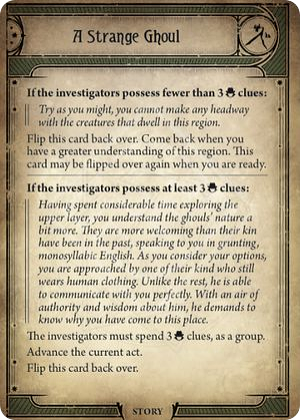 A Strange Ghoul
If the investigators possess fewer than 3 clues:
Try as you might, you cannot make any headway
with the creatures that dwell in this region.
Flip this card back over. Come back when you
have a greater understanding of this region. This
card may be flipped over again when you are ready.
If the investigators possess at least 3 clues:
Having spent considerable time exploring the
upper layer, you understand the ghouls' nature a
bit more. They are more welcoming than their kin
have been in the past, speaking to you in grunting,
monosyllabic English. As you consider your options,
you are approached by one of their kind who still
wears human clothing. Unlike the rest, he is able
to communicate with you perfectly. With an air of
authority and wisdom about him, he demands to
know why you have come to this place.
The investigators must spend 3 clues, as a group.
Advance the current act.
Flip this card back over.
STORY